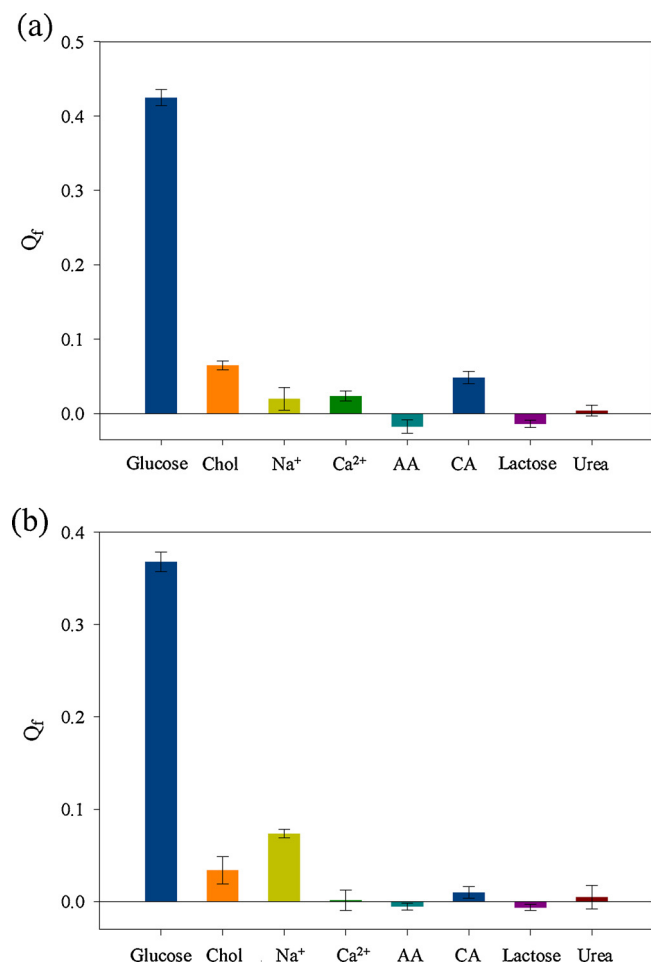 (a)
0.5
0.4
0.3
0.2
0.1
0.0
Qf
Glucose Chol Na⁺ Ca²⁺ AA CA Lactose Urea
(b)
0.4
0.3
0.2
0.1
0.0
Qf
Glucose Chol Na⁺ Ca²⁺ AA CA Lactose Urea